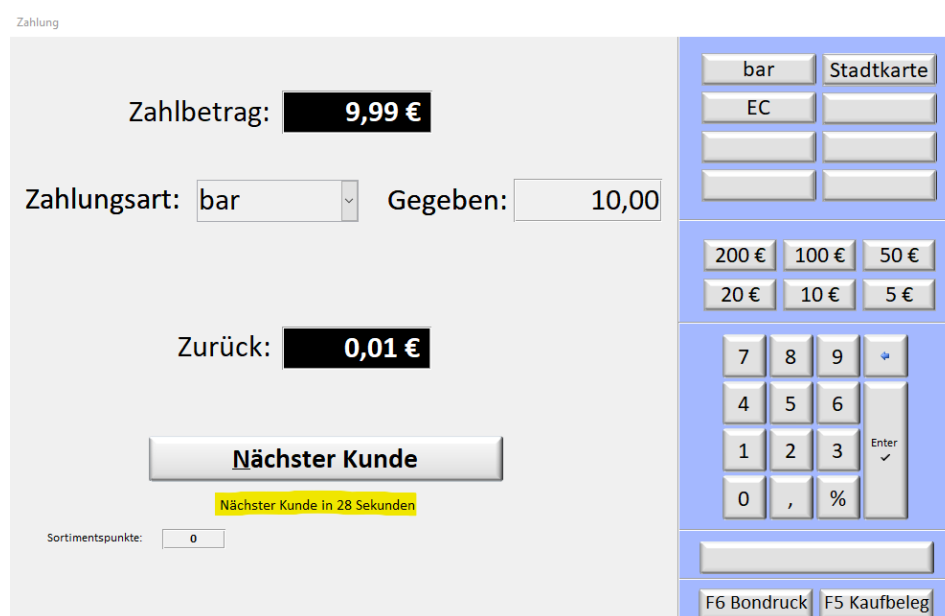 Zahlung
Zahlbetrag: 9,99 €
Zahlungsart: bar Gegeben: 10,00
Zurück: 0,01 €
Nächster Kunde
Nächster Kunde in 28 Sekunden
Sortimentspunkte: 0
bar Stadtkarte
EC
200 € 100 € 50 €
20 € 10 € 5 €
7 8 9
4 5 6
1 2 3 Enter
0 , %
F6 Bondruck F5 Kaufbeleg